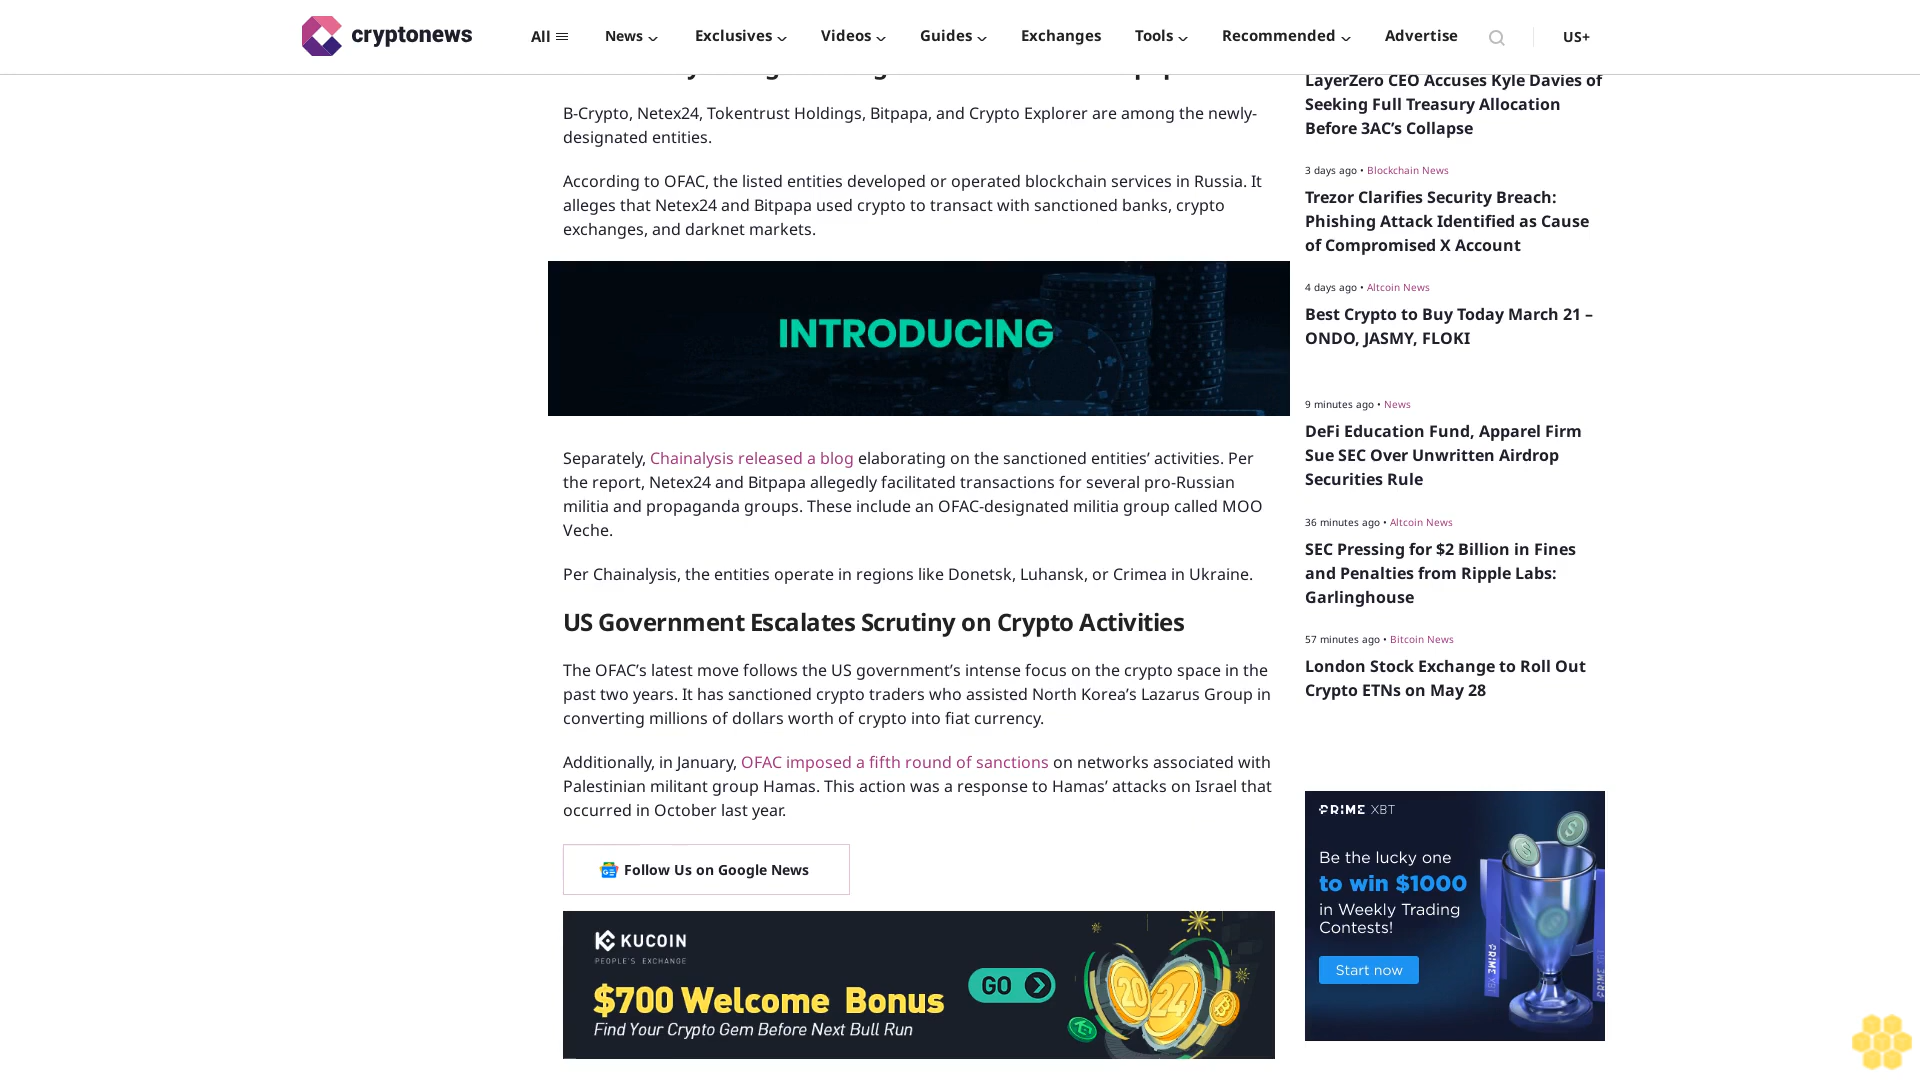 cryptonews
All
News
Exclusives
Videos
Guides
Exchanges
Tools
Recommended
Advertise
US+
B-Crypto, Netex24, Tokentrust Holdings, Bitpapa, and Crypto Explorer are among the newly-
designated entities.
According to OFAC, the listed entities developed or operated blockchain services in Russia. It
alleges that Netex24 and Bitpapa used crypto to transact with sanctioned banks, crypto
exchanges, and darknet markets.
INTRODUCING
Separately, Chainalysis released a blog elaborating on the sanctioned entities’ activities. Per
the report, Netex24 and Bitpapa allegedly facilitated transactions for several pro-Russian
militia and propaganda groups. These include an OFAC-designated militia group called MOO
Veche.
Per Chainalysis, the entities operate in regions like Donetsk, Luhansk, or Crimea in Ukraine.
US Government Escalates Scrutiny on Crypto Activities
The OFAC’s latest move follows the US government’s intense focus on the crypto space in the
past two years. It has sanctioned crypto traders who assisted North Korea’s Lazarus Group in
converting millions of dollars worth of crypto into fiat currency.
Additionally, in January, OFAC imposed a fifth round of sanctions on networks associated with
Palestinian militant group Hamas. This action was a response to Hamas’ attacks on Israel that
occurred in October last year.
Follow Us on Google News
KUCOIN
PEOPLE'S EXCHANGE
$700 Welcome Bonus
Find Your Crypto Gem Before Next Bull Run
GO
20
24
LayerZero CEO Accuses Kyle Davies of
Seeking Full Treasury Allocation
Before 3AC’s Collapse
3 days ago • Blockchain News
Trezor Clarifies Security Breach:
Phishing Attack Identified as Cause
of Compromised X Account
4 days ago • Altcoin News
Best Crypto to Buy Today March 21 –
ONDO, JASMY, FLOKI
9 minutes ago • News
DeFi Education Fund, Apparel Firm
Sue SEC Over Unwritten Airdrop
Securities Rule
36 minutes ago • Altcoin News
SEC Pressing for $2 Billion in Fines
and Penalties from Ripple Labs:
Garlinghouse
57 minutes ago • Bitcoin News
London Stock Exchange to Roll Out
Crypto ETNs on May 28
PRIME XBT
Be the lucky one
to win $1000
in Weekly Trading
Contests!
Start now
PRIME